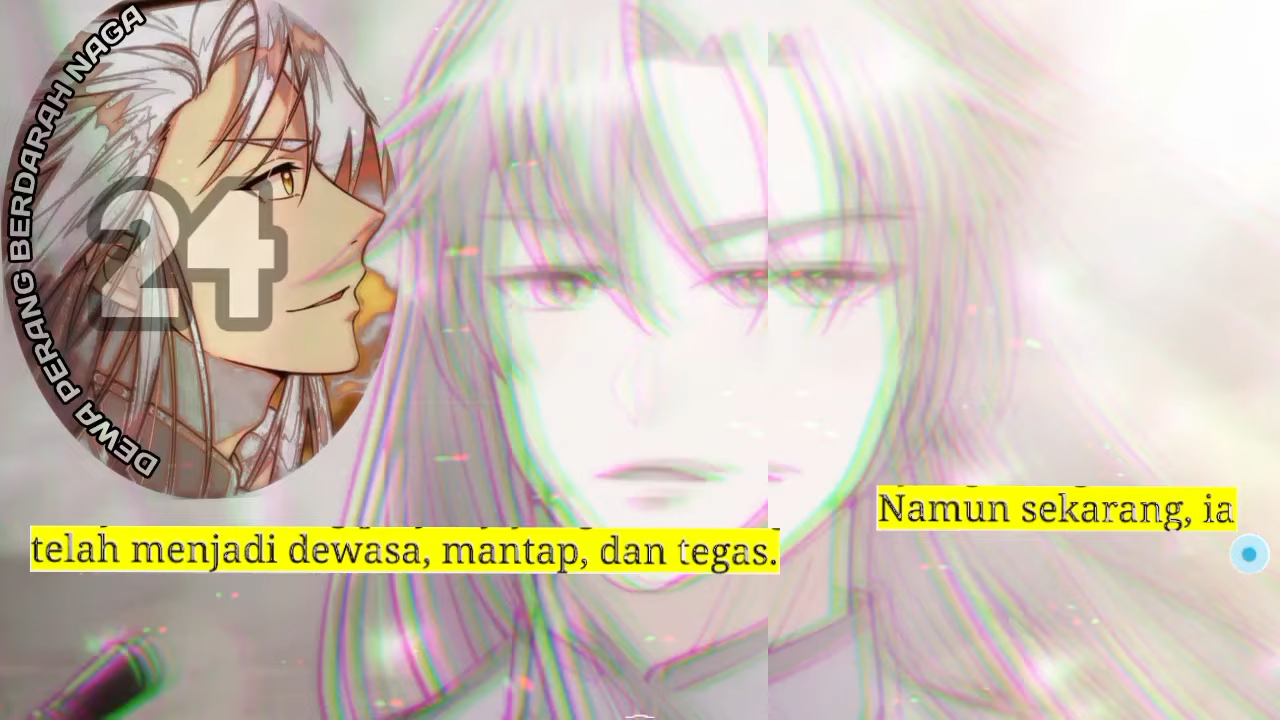 DEWA PERANG BERDARAH NAGA
24
Namun sekarang, ia
telah menjadi dewasa, mantap, dan tegas.